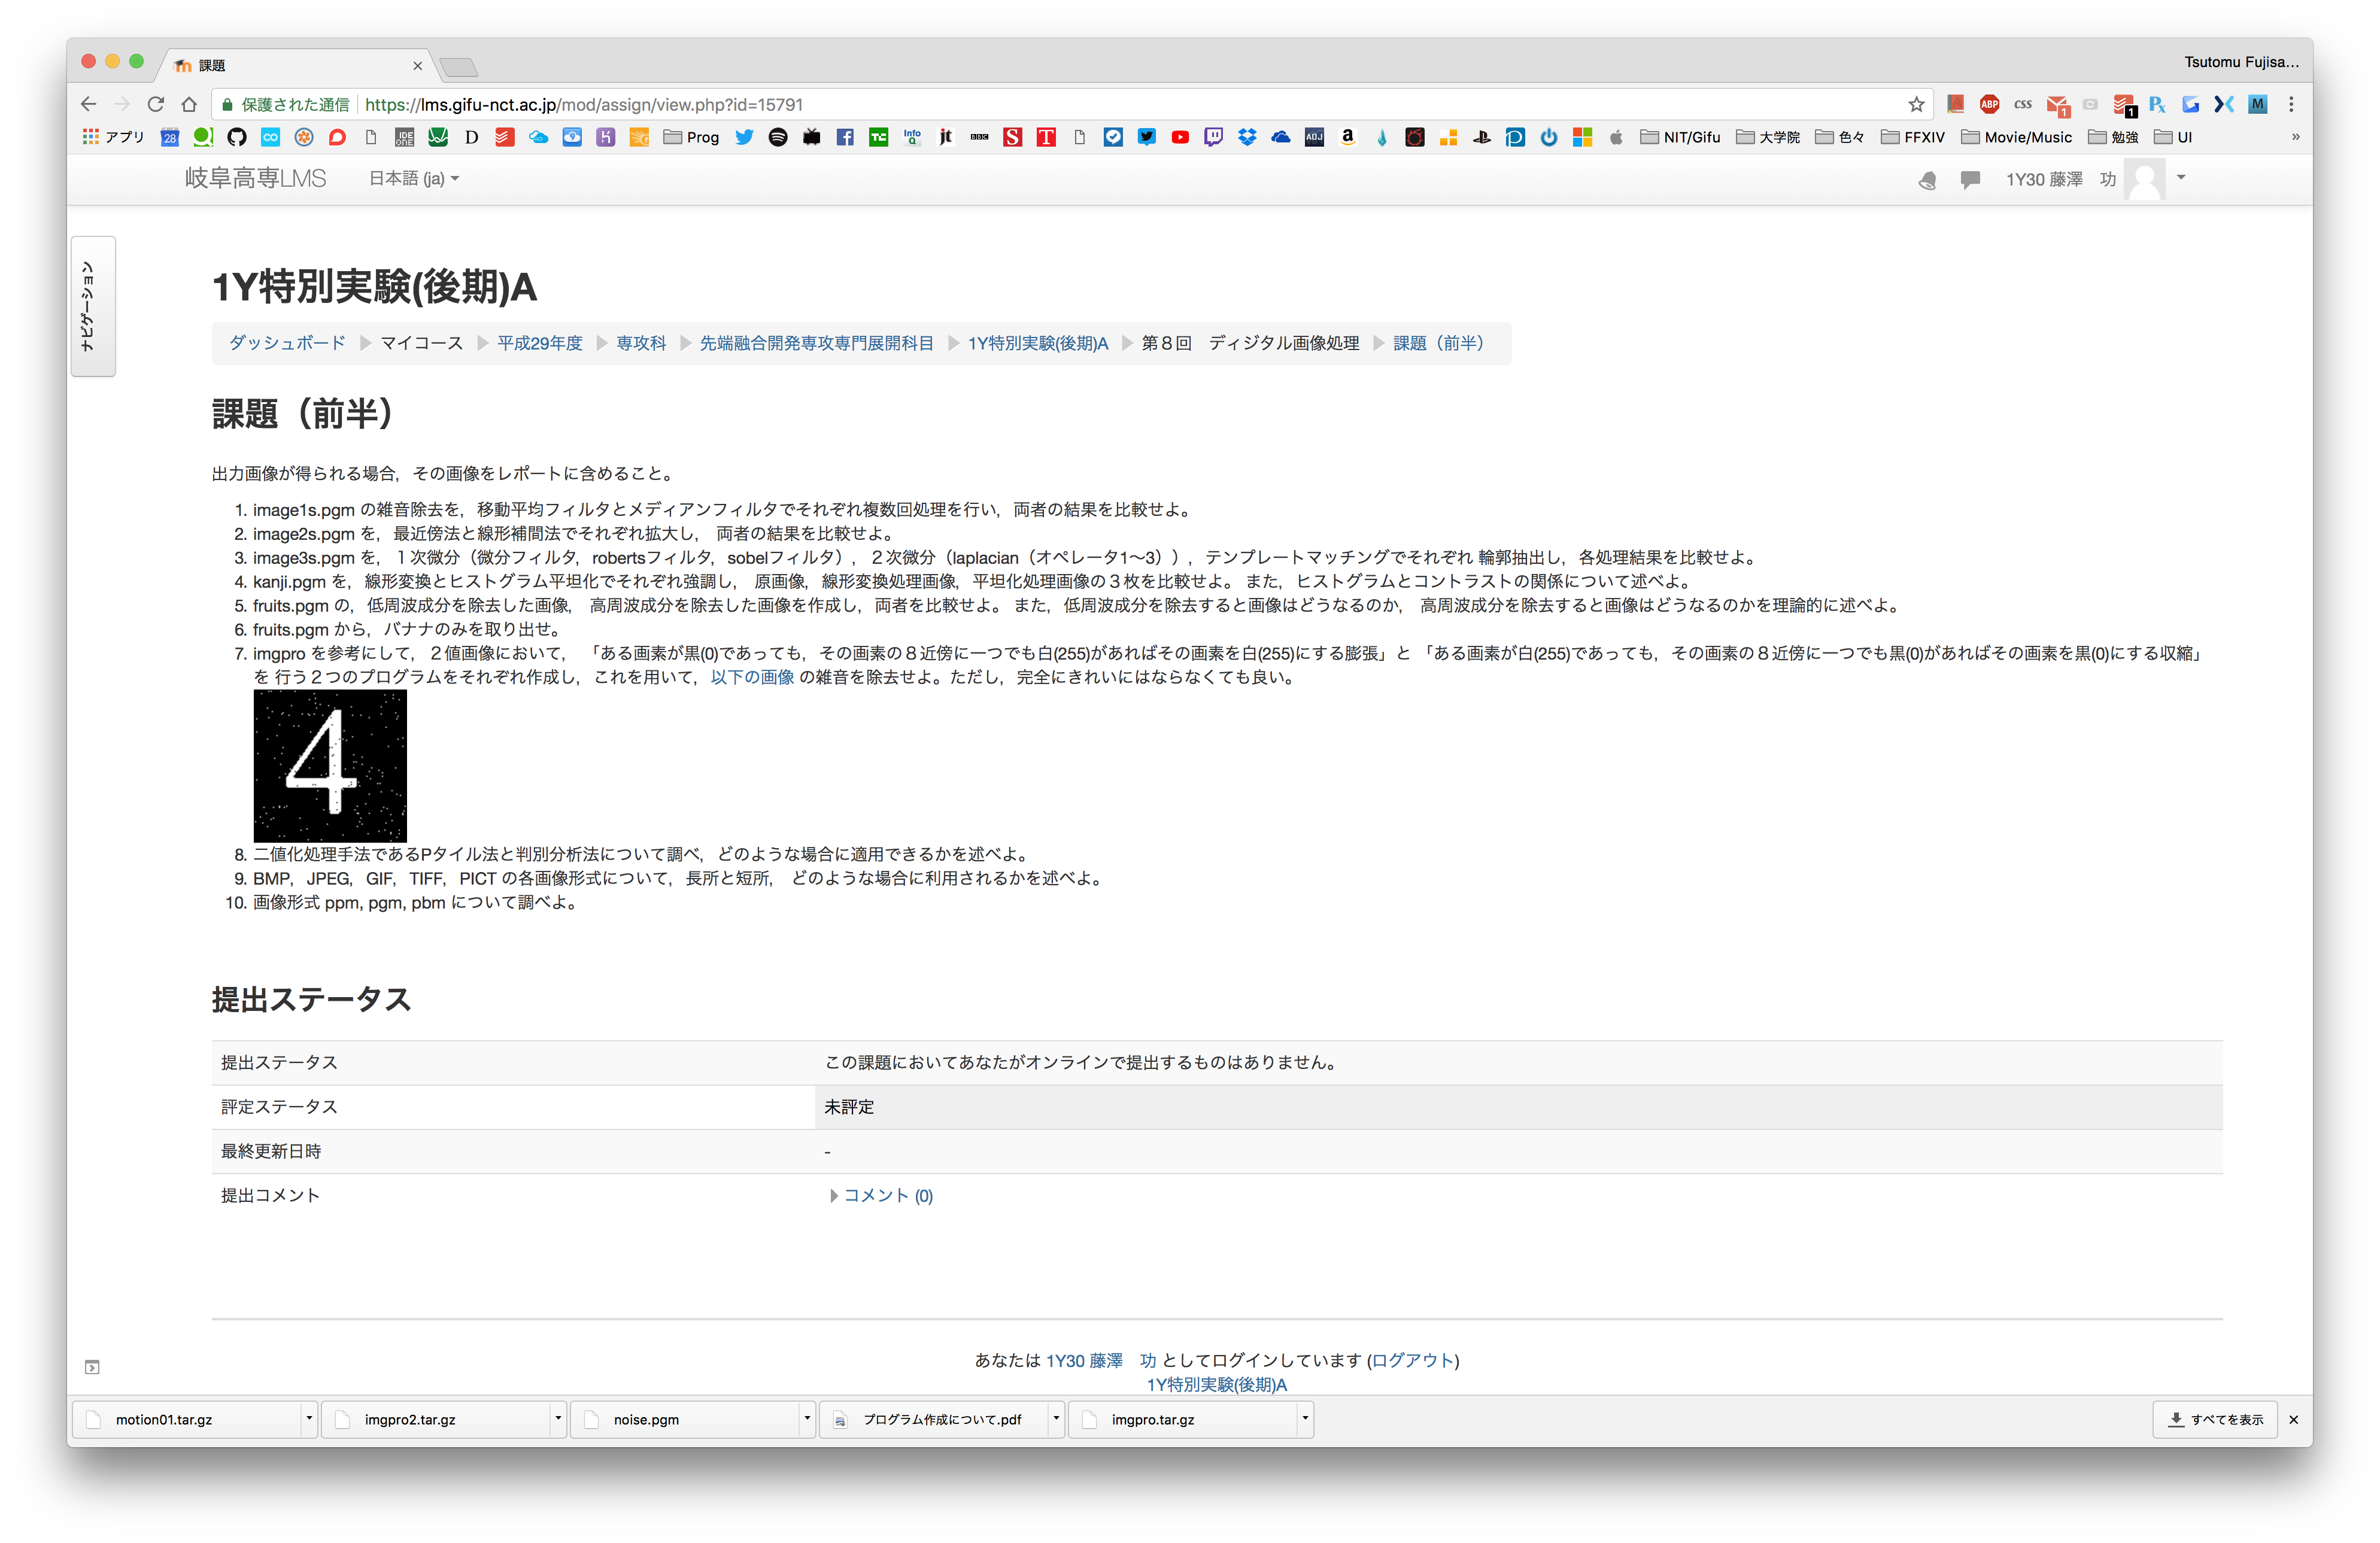 課題
Tsutomu Fujisa...
保護された通信 https://lms.gifu-nct.ac.jp/mod/assign/view.php?id=15791
アプリ Prog NIT/Gifu 大学院 色々 FFXIV Movie/Music 勉強 UI »
岐阜高専LMS 日本語 (ja) 1Y30 藤澤　功
ナビゲーション
1Y特別実験(後期)A
ダッシュボード マイコース 平成29年度 専攻科 先端融合開発専攻専門展開科目 1Y特別実験(後期)A 第８回　ディジタル画像処理 課題（前半）
課題（前半）
出力画像が得られる場合，その画像をレポートに含めること。
1. image1s.pgm の雑音除去を，移動平均フィルタとメディアンフィルタでそれぞれ複数回処理を行い，両者の結果を比較せよ。
2. image2s.pgm を，最近傍法と線形補間法でそれぞれ拡大し， 両者の結果を比較せよ。
3. image3s.pgm を，１次微分（微分フィルタ，robertsフィルタ，sobelフィルタ），２次微分（laplacian（オペレータ1〜3）），テンプレートマッチングでそれぞれ 輪郭抽出し，各処理結果を比較せよ。
4. kanji.pgm を，線形変換とヒストグラム平坦化でそれぞれ強調し， 原画像，線形変換処理画像，平坦化処理画像の３枚を比較せよ。 また，ヒストグラムとコントラストの関係について述べよ。
5. fruits.pgm の，低周波成分を除去した画像， 高周波成分を除去した画像を作成し，両者を比較せよ。 また，低周波成分を除去すると画像はどうなるのか， 高周波成分を除去すると画像はどうなるのかを理論的に述べよ。
6. fruits.pgm から，バナナのみを取り出せ。
7. imgpro を参考にして，２値画像において， 「ある画素が黒(0)であっても，その画素の８近傍に一つでも白(255)があればその画素を白(255)にする膨張」と 「ある画素が白(255)であっても，その画素の８近傍に一つでも黒(0)があればその画素を黒(0)にする収縮」
を 行う２つのプログラムをそれぞれ作成し，これを用いて，以下の画像 の雑音を除去せよ。ただし，完全にきれいにはならなくても良い。
4
8. 二値化処理手法であるPタイル法と判別分析法について調べ，どのような場合に適用できるかを述べよ。
9. BMP，JPEG，GIF，TIFF，PICT の各画像形式について，長所と短所， どのような場合に利用されるかを述べよ。
10. 画像形式 ppm, pgm, pbm について調べよ。
提出ステータス
提出ステータス この課題においてあなたがオンラインで提出するものはありません。
評定ステータス 未評定
最終更新日時 -
提出コメント コメント (0)
あなたは 1Y30 藤澤　功 としてログインしています (ログアウト)
1Y特別実験(後期)A
motion01.tar.gz imgpro2.tar.gz noise.pgm プログラム作成について.pdf imgpro.tar.gz すべてを表示